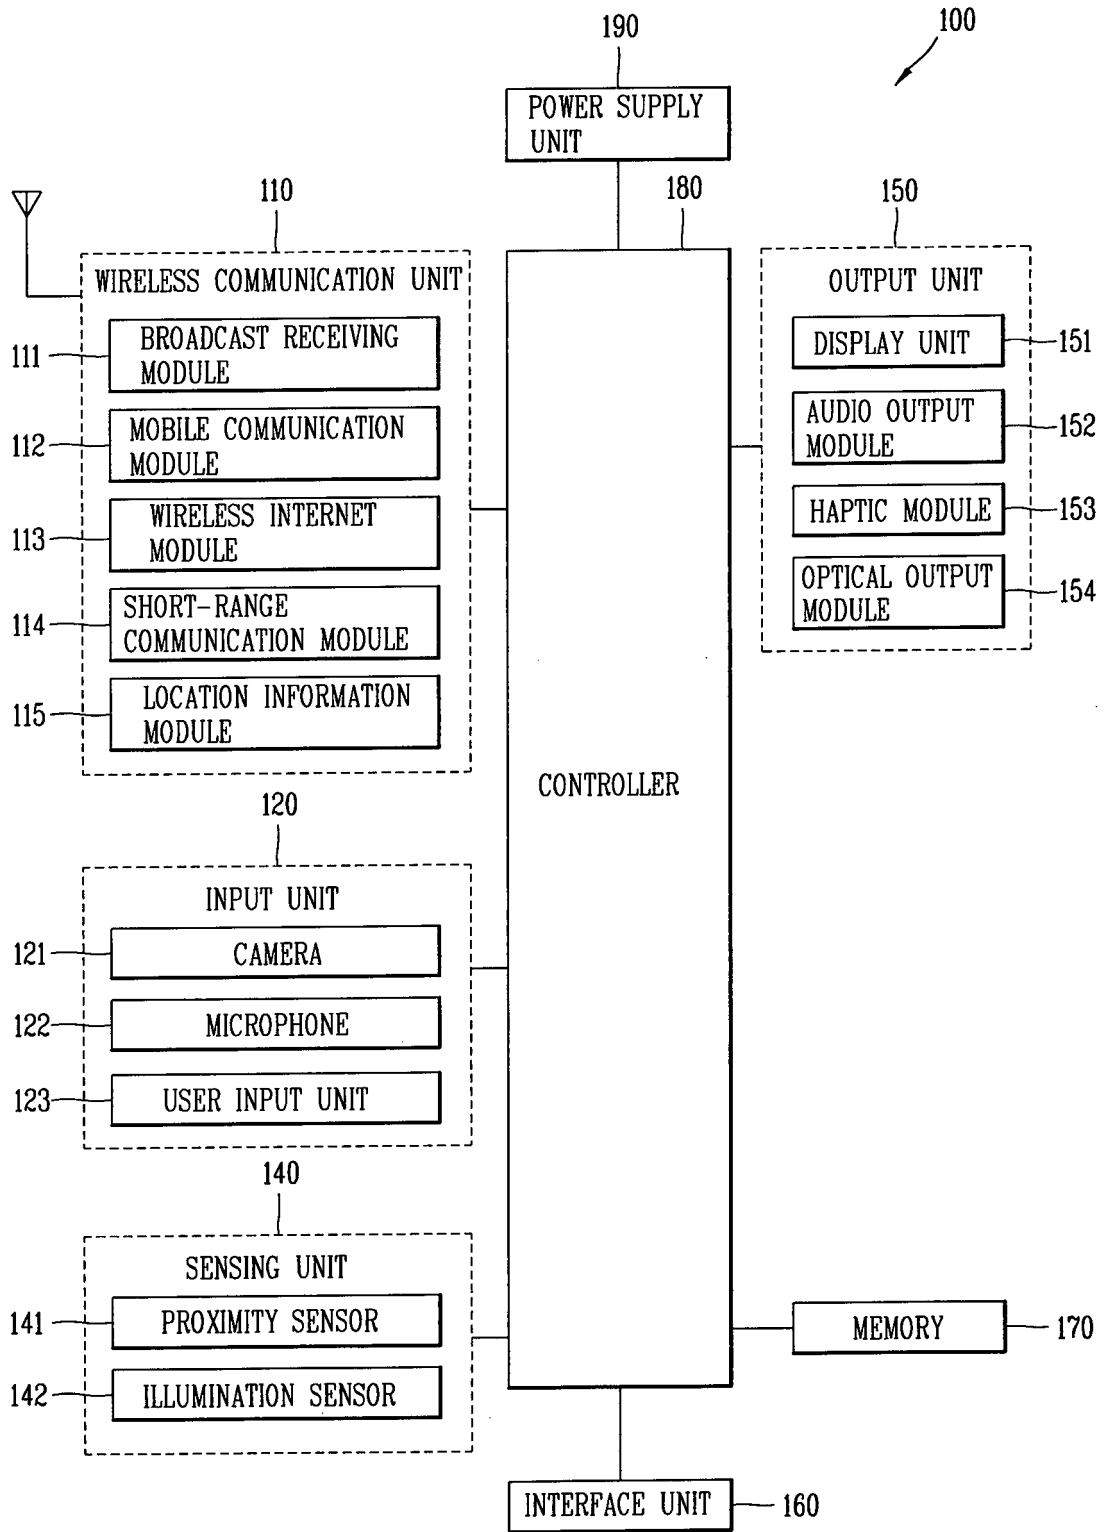 100
190
POWER SUPPLY
UNIT
110
180
150
WIRELESS COMMUNICATION UNIT
111
BROADCAST RECEIVING
MODULE
112
MOBILE COMMUNICATION
MODULE
113
WIRELESS INTERNET
MODULE
114
SHORT-RANGE
COMMUNICATION MODULE
115
LOCATION INFORMATION
MODULE
OUTPUT UNIT
DISPLAY UNIT
151
AUDIO OUTPUT
MODULE
152
HAPTIC MODULE
153
OPTICAL OUTPUT
MODULE
154
CONTROLLER
120
INPUT UNIT
121
CAMERA
122
MICROPHONE
123
USER INPUT UNIT
140
SENSING UNIT
141
PROXIMITY SENSOR
142
ILLUMINATION SENSOR
MEMORY
170
INTERFACE UNIT
160